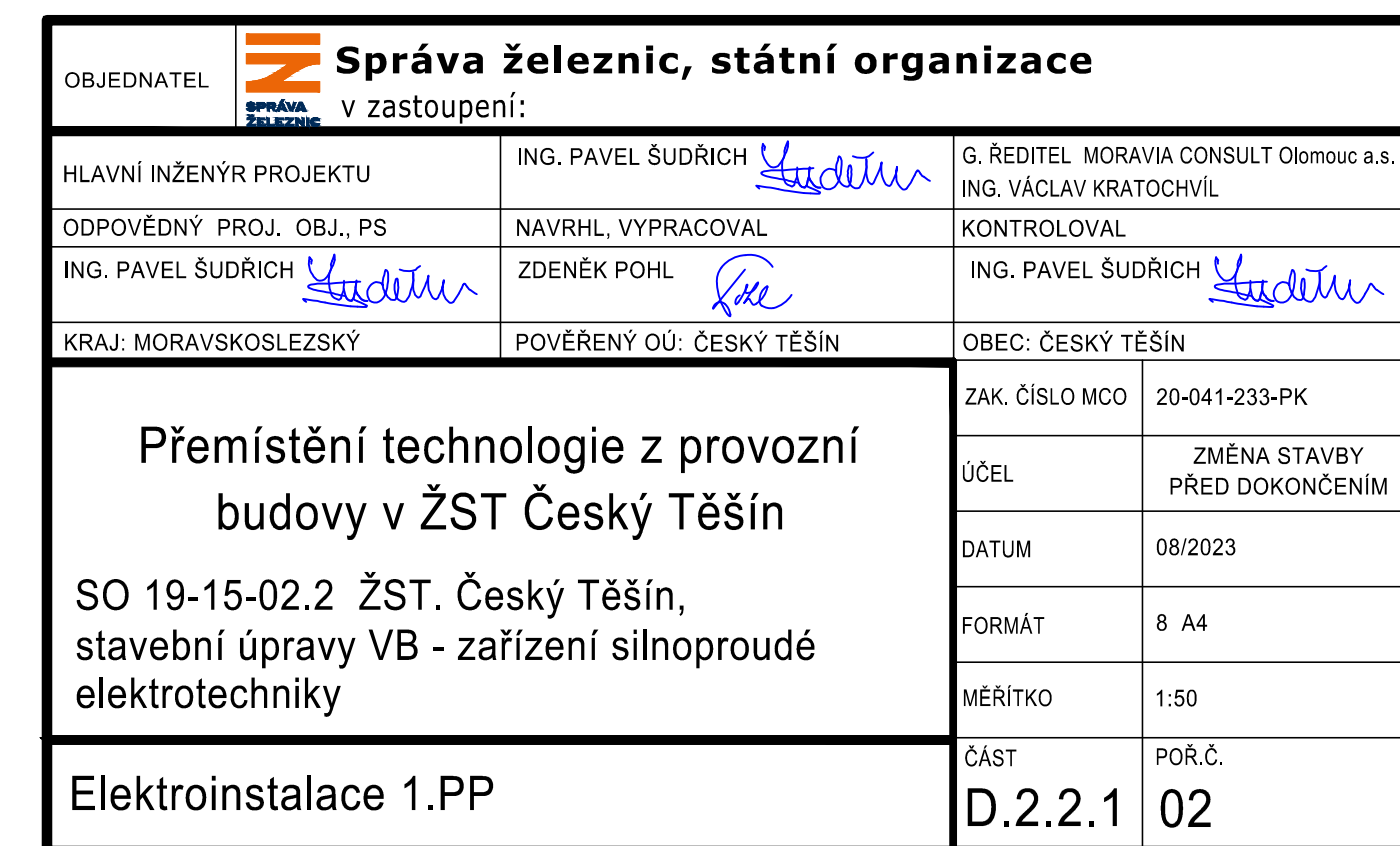 OBJEDNATEL
SPRÁVA
ŽELEZNIC
Správa železnic, státní organizace
v zastoupení:
HLAVNÍ INŽENÝR PROJEKTU
ING. PAVEL ŠUDŘICH
G. ŘEDITEL MORAVIA CONSULT Olomouc a.s.
ING. VÁCLAV KRATOCHVÍL
ODPOVĚDNÝ PROJ. OBJ., PS
NAVRHL, VYPRACOVAL
KONTROLOVAL
ING. PAVEL ŠUDŘICH
ZDENĚK POHL
ING. PAVEL ŠUDŘICH
KRAJ: MORAVSKOSLEZSKÝ
POVĚŘENÝ OÚ: ČESKÝ TĚŠÍN
OBEC: ČESKÝ TĚŠÍN
Přemístění technologie z provozní
budovy v ŽST Český Těšín
SO 19-15-02.2 ŽST. Český Těšín,
stavební úpravy VB - zařízení silnoproudé
elektrotechniky
ZAK. ČÍSLO MCO
20-041-233-PK
ÚČEL
ZMĚNA STAVBY
PŘED DOKONČENÍM
DATUM
08/2023
FORMÁT
8 A4
MĚŘÍTKO
1:50
Elektroinstalace 1.PP
ČÁST
D.2.2.1
POŘ.Č.
02